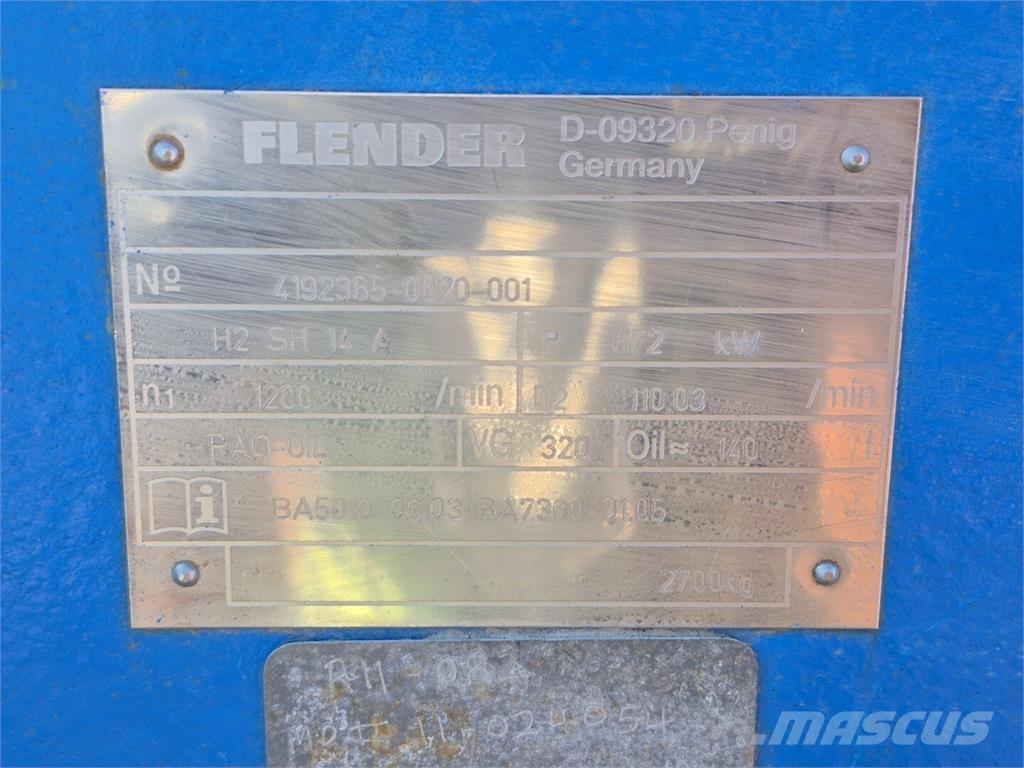 FLENDER D-09320 Penig
Germany
Nº 4192365-0020-001
H2 SH 14 A P 672 kW
n1 1200 /min n2 110.03 /min
PAO-OIL VG 320 Oil≈ 140 l
BA5010 06.03 BA7300 01.05
2700kg
024054
MASCUS